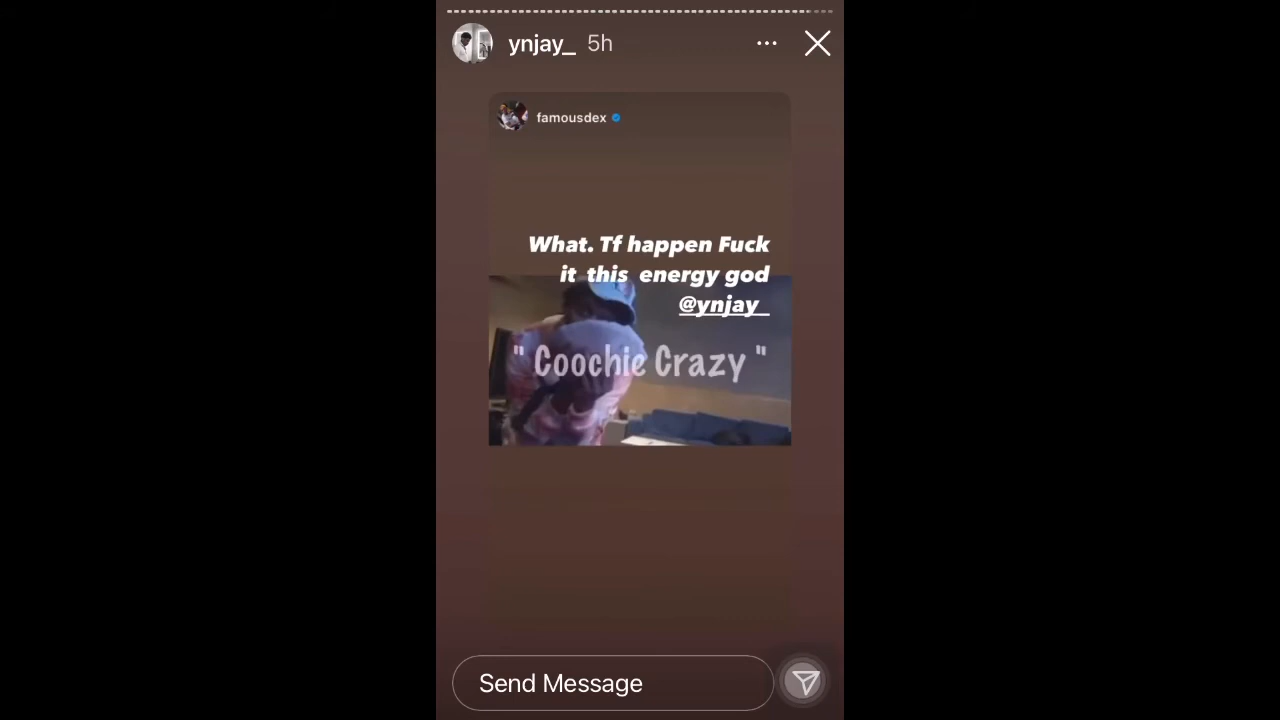 ynjay_ 5h
famousdex
What. Tf happen Fuck
it this energy god
@ynjay_
" Coochie Crazy "
Send Message